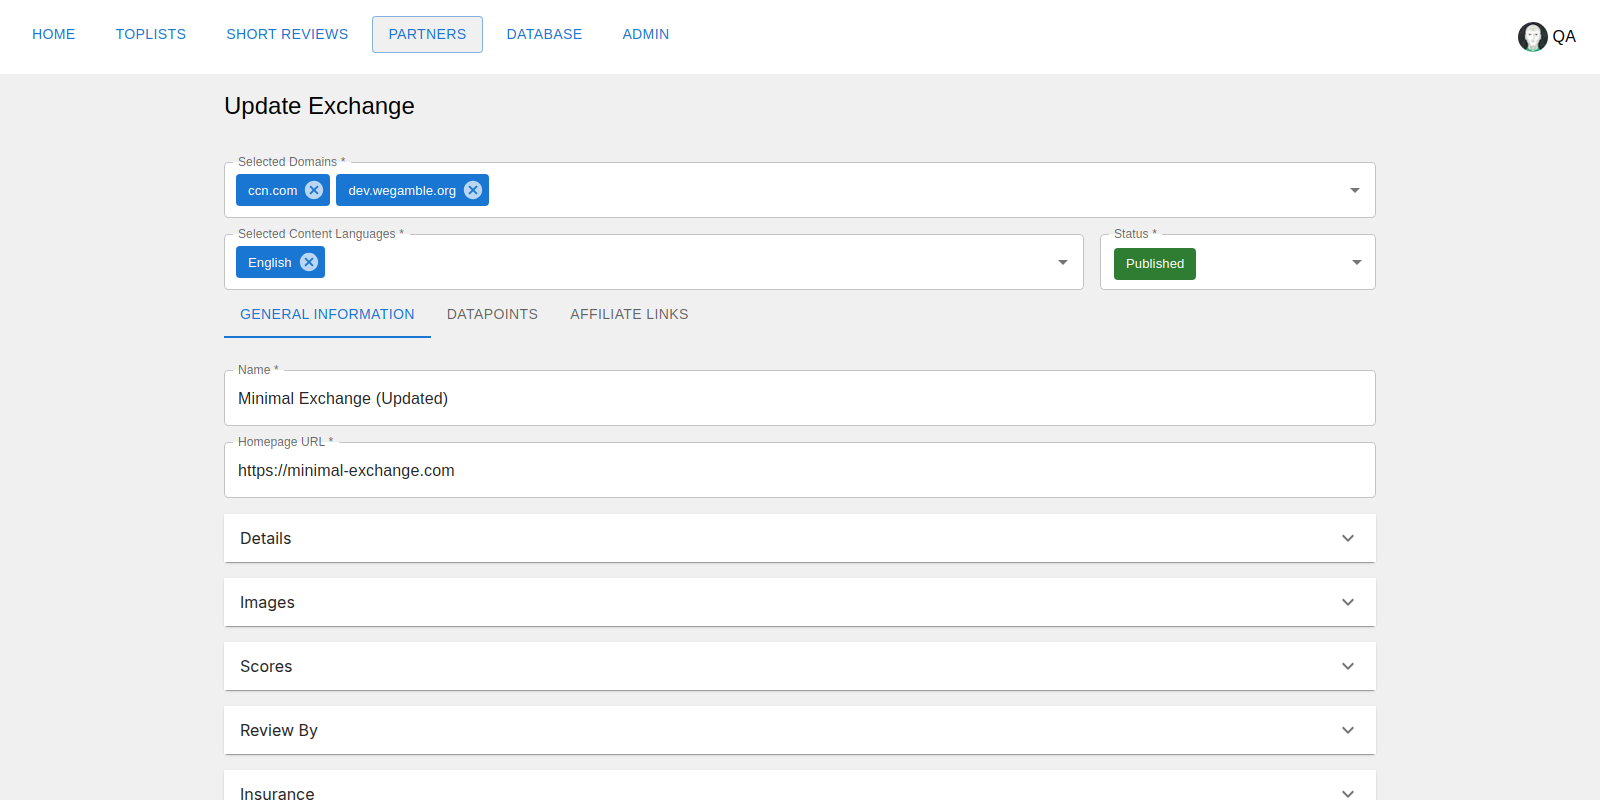 HOME TOPLISTS SHORT REVIEWS PARTNERS DATABASE ADMIN QA
Update Exchange
Selected Domains *
ccn.com dev.wegamble.org
Selected Content Languages * Status *
English Published
GENERAL INFORMATION DATAPOINTS AFFILIATE LINKS
Name *
Minimal Exchange (Updated)
Homepage URL *
https://minimal-exchange.com
Details
Images
Scores
Review By
Insurance